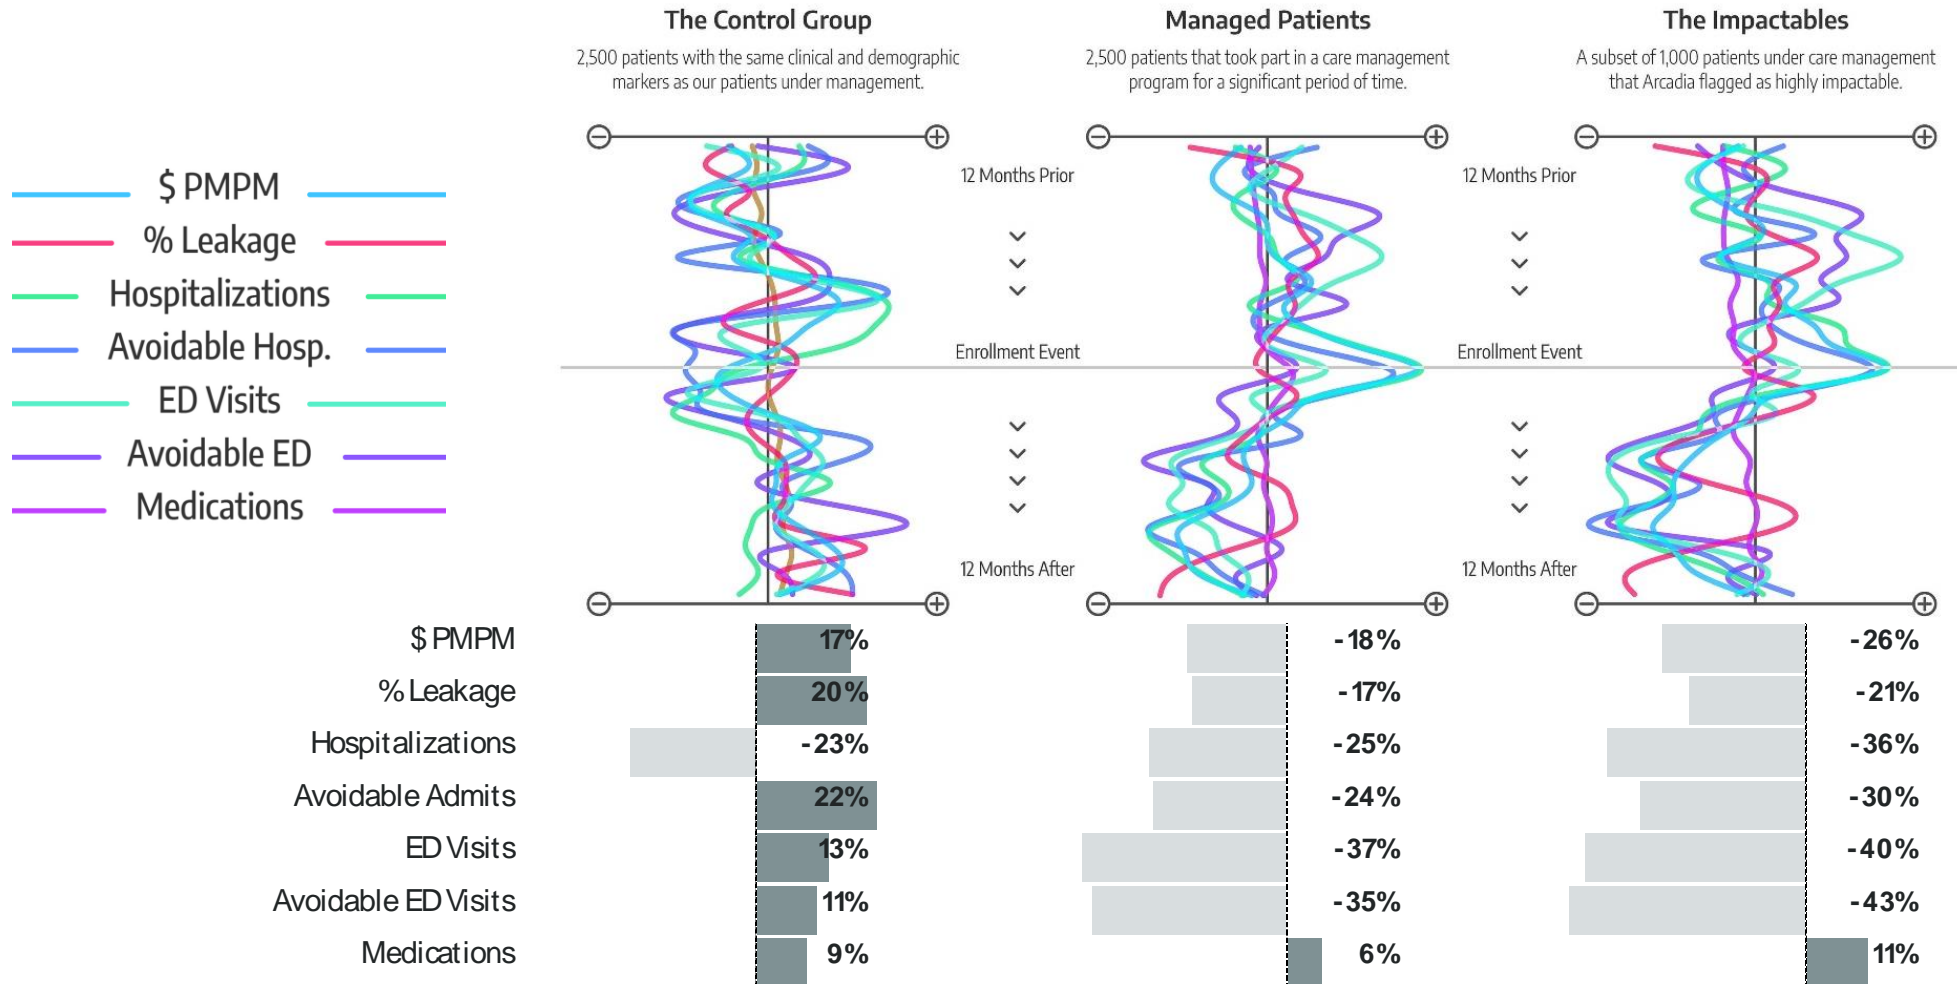 The Control Group
2,500 patients with the same clinical and demographic
markers as our patients under management.
Managed Patients
2,500 patients that took part in a care management
program for a significant period of time.
The Impactables
A subset of 1,000 patients under care management
that Arcadia flagged as highly impactable.
$ PMPM
% Leakage
Hospitalizations
Avoidable Hosp.
ED Visits
Avoidable ED
Medications
12 Months Prior
Enrollment Event
12 Months After
12 Months Prior
Enrollment Event
12 Months After
$ PMPM 17% -18% -26%
% Leakage 20% -17% -21%
Hospitalizations -23% -25% -36%
Avoidable Admits 22% -24% -30%
ED Visits 13% -37% -40%
Avoidable ED Visits 11% -35% -43%
Medications 9% 6% 11%